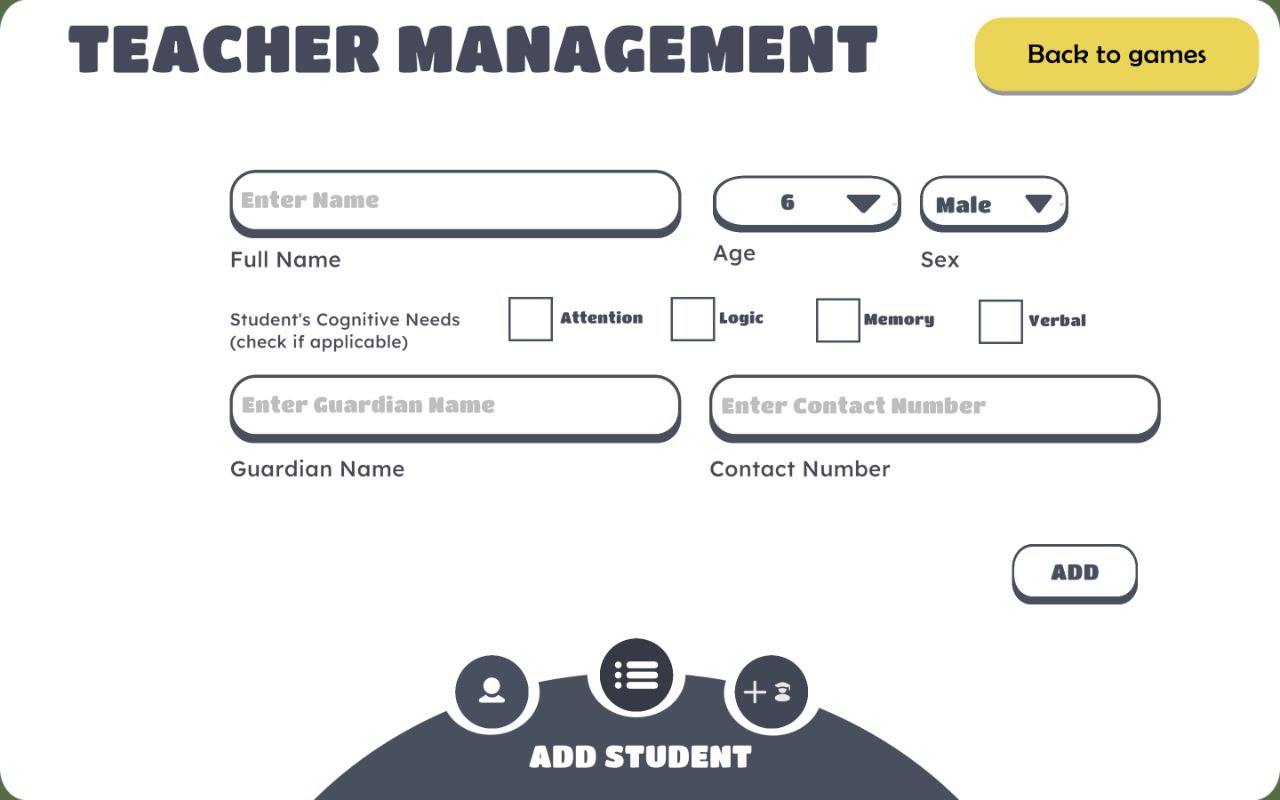 TEACHER MANAGEMENT
Back to games
Enter Name
6
Male
Full Name
Age
Sex
Student's Cognitive Needs
(check if applicable)
Attention
Logic
Memory
Verbal
Enter Guardian Name
Enter Contact Number
Guardian Name
Contact Number
ADD
ADD STUDENT